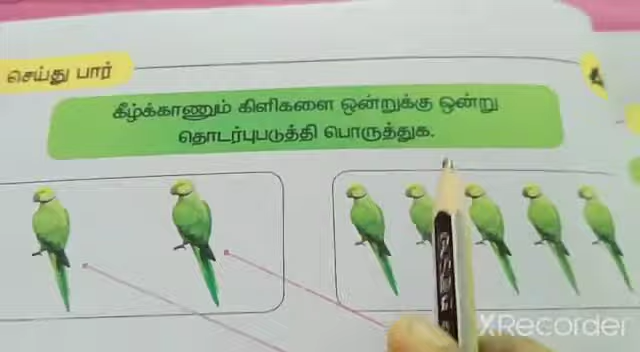 செய்து பார்
கீழ்க்காணும் கிளிகளை ஒன்றுக்கு ஒன்று
தொடர்புபடுத்தி பொருத்துக.
XRecorder